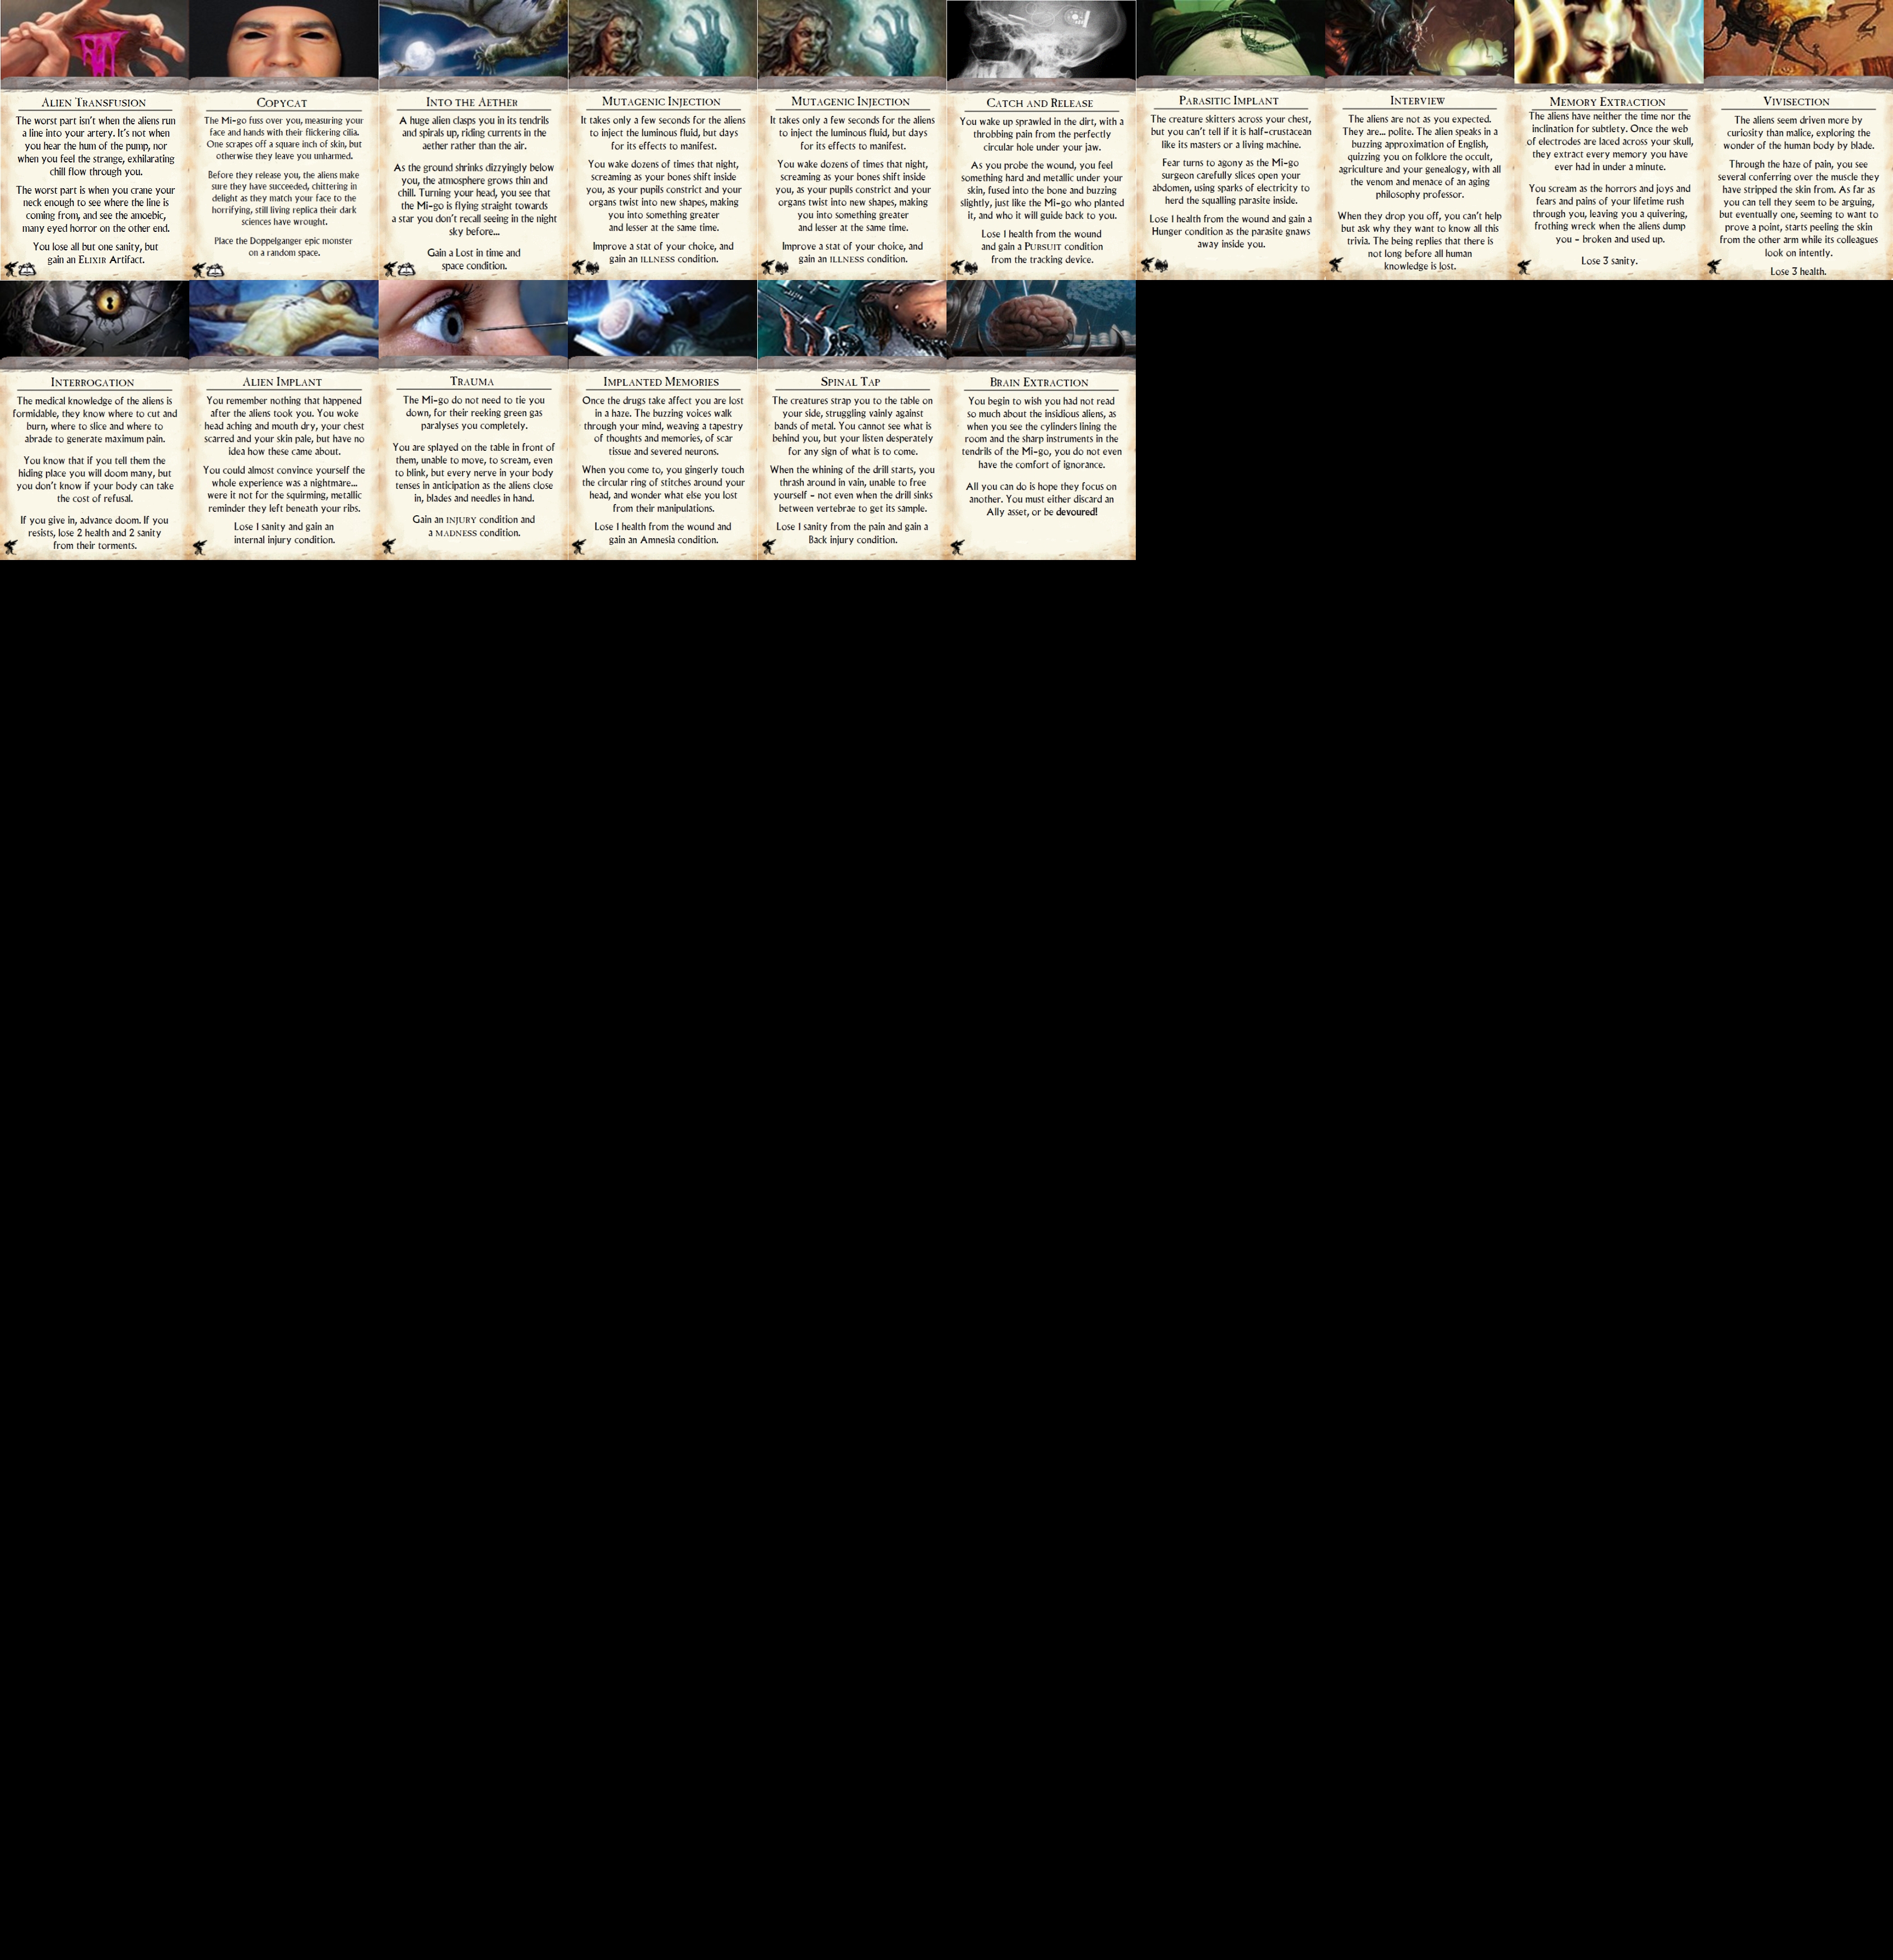 ALIEN TRANSFUSION
The worst part isn't when the aliens run
a line into your artery. It's not when
you hear the hum of the pump, nor
when you feel the strange, exhilarating
chill flow through you.
The worst part is when you crane your
neck enough to see where the line is
coming from, and see the amoebic,
many eyed horror on the other end.
You lose all but one sanity, but
gain an ELIXIR Artifact.
COPYCAT
The Mi-go fuss over you, measuring your
face and hands with their flickering cilia.
One scrapes off a square inch of skin, but
otherwise they leave you unharmed.
Before they release you, the aliens make
sure they have succeeded, chittering in
delight as they match your face to the
horrifying, still living replica their dark
sciences have wrought.
Place the Doppelganger epic monster
on a random space.
INTO THE AETHER
A huge alien clasps you in its tendrils
and spirals up, riding currents in the
aether rather than the air.
As the ground shrinks dizzyingly below
you, the atmosphere grows thin and
chill. Turning your head, you see that
the Mi-go is flying straight towards
a star you don't recall seeing in the night
sky before...
Gain a Lost in time and
space condition.
MUTAGENIC INJECTION
It takes only a few seconds for the aliens
to inject the luminous fluid, but days
for its effects to manifest.
You wake dozens of times that night,
screaming as your bones shift inside
you, as your pupils constrict and your
organs twist into new shapes, making
you into something greater
and lesser at the same time.
Improve a stat of your choice, and
gain an ILLNESS condition.
MUTAGENIC INJECTION
It takes only a few seconds for the aliens
to inject the luminous fluid, but days
for its effects to manifest.
You wake dozens of times that night,
screaming as your bones shift inside
you, as your pupils constrict and your
organs twist into new shapes, making
you into something greater
and lesser at the same time.
Improve a stat of your choice, and
gain an ILLNESS condition.
CATCH AND RELEASE
You wake up sprawled in the dirt, with a
throbbing pain from the perfectly
circular hole under your jaw.
As you probe the wound, you feel
something hard and metallic under your
skin, fused into the bone and buzzing
slightly, just like the Mi-go who planted
it, and who it will guide back to you.
Lose 1 health from the wound
and gain a PURSUIT condition
from the tracking device.
PARASITIC IMPLANT
The creature skitters across your chest,
but you can't tell if it is half-crustacean
like its masters or a living machine.
Fear turns to agony as the Mi-go
surgeon carefully slices open your
abdomen, using sparks of electricity to
herd the squalling parasite inside.
Lose 1 health from the wound and gain a
Hunger condition as the parasite gnaws
away inside you.
INTERVIEW
The aliens are not as you expected.
They are... polite. The alien speaks in a
buzzing approximation of English,
quizzing you on folklore the occult,
agriculture and your genealogy, with all
the venom and menace of an aging
philosophy professor.
When they drop you off, you can't help
but ask why they want to know all this
trivia. The being replies that there is
not long before all human
knowledge is lost.
MEMORY EXTRACTION
The aliens have neither the time nor the
inclination for subtlety. Once the web
of electrodes are laced across your skull,
they extract every memory you have
ever had in under a minute.
You scream as the horrors and joys and
fears and pains of your lifetime rush
through you, leaving you a quivering,
frothing wreck when the aliens dump
you - broken and used up.
Lose 3 sanity.
VIVISECTION
The aliens seem driven more by
curiosity than malice, exploring the
wonder of the human body by blade.
Through the haze of pain, you see
several conferring over the muscle they
have stripped the skin from. As far as
you can tell they seem to be arguing,
but eventually one, seeming to want to
prove a point, starts peeling the skin
from the other arm while its colleagues
look on intently.
Lose 3 health.
INTERROGATION
The medical knowledge of the aliens is
formidable, they know where to cut and
burn, where to slice and where to
abrade to generate maximum pain.
You know that if you tell them the
hiding place you will doom many, but
you don't know if your body can take
the cost of refusal.
If you give in, advance doom. If you
resists, lose 2 health and 2 sanity
from their torments.
ALIEN IMPLANT
You remember nothing that happened
after the aliens took you. You woke
head aching and mouth dry, your chest
scarred and your skin pale, but have no
idea how these came about.
You could almost convince yourself the
whole experience was a nightmare...
were it not for the squirming, metallic
reminder they left beneath your ribs.
Lose 1 sanity and gain an
internal injury condition.
TRAUMA
The Mi-go do not need to tie you
down, for their reeking green gas
paralyses you completely.
You are splayed on the table in front of
them, unable to move, to scream, even
to blink, but every nerve in your body
tenses in anticipation as the aliens close
in, blades and needles in hand.
Gain an INJURY condition and
a MADNESS condition.
IMPLANTED MEMORIES
Once the drugs take affect you are lost
in a haze. The buzzing voices walk
through your mind, weaving a tapestry
of thoughts and memories, of scar
tissue and severed neurons.
When you come to, you gingerly touch
the circular ring of stitches around your
head, and wonder what else you lost
from their manipulations.
Lose 1 health from the wound and
gain an Amnesia condition.
SPINAL TAP
The creatures strap you to the table on
your side, struggling vainly against
bands of metal. You cannot see what is
behind you, but your listen desperately
for any sign of what is to come.
When the whining of the drill starts, you
thrash around in vain, unable to free
yourself - not even when the drill sinks
between vertebrae to get its sample.
Lose 1 sanity from the pain and gain a
Back injury condition.
BRAIN EXTRACTION
You begin to wish you had not read
so much about the insidious aliens, as
when you see the cylinders lining the
room and the sharp instruments in the
tendrils of the Mi-go, you do not even
have the comfort of ignorance.
All you can do is hope they focus on
another. You must either discard an
Ally asset, or be devoured!